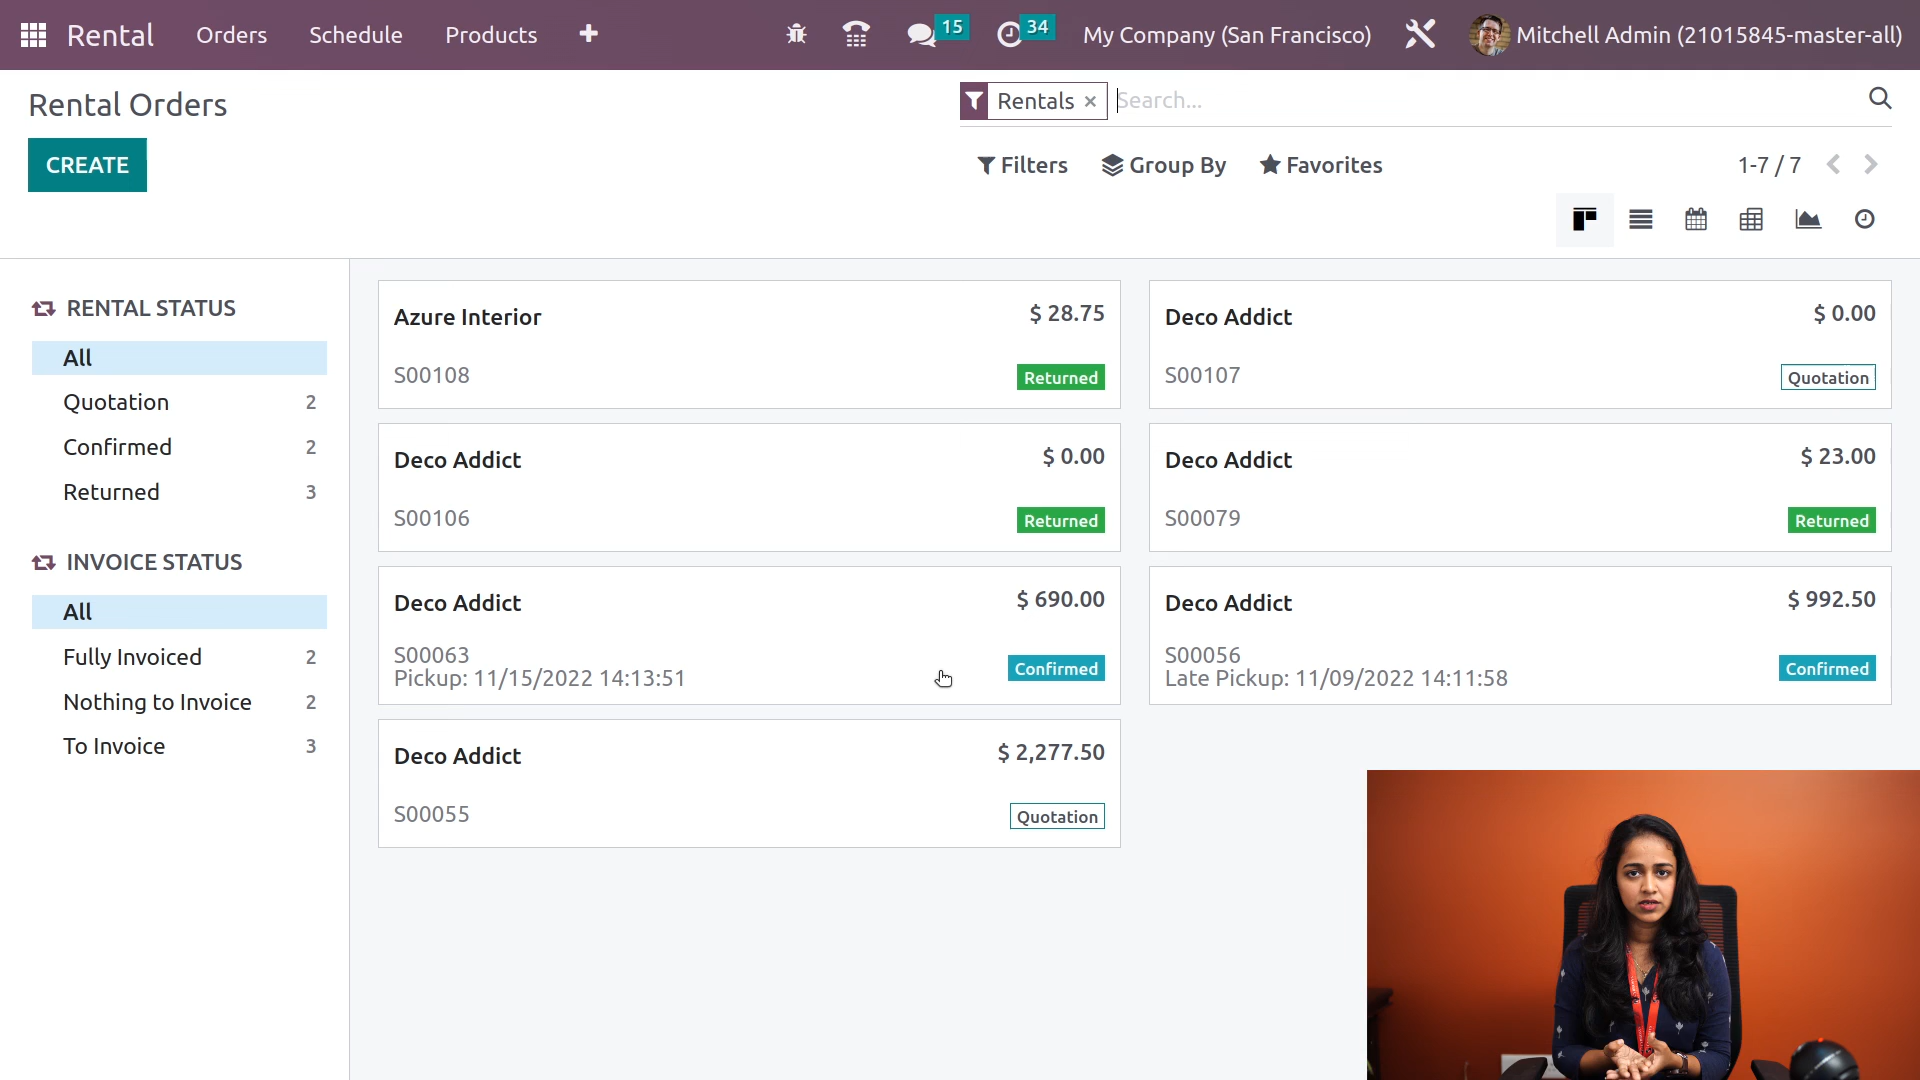 Rental Orders Schedule Products 15 34 My Company (San Francisco) Mitchell Admin (21015845-master-all)
Rental Orders
Rentals × Search...
CREATE
Filters Group By Favorites 1-7 / 7
RENTAL STATUS
All
Quotation 2
Confirmed 2
Returned 3
INVOICE STATUS
All
Fully Invoiced 2
Nothing to Invoice 2
To Invoice 3
Azure Interior $ 28.75
S00108 Returned
Deco Addict $ 0.00
S00107 Quotation
Deco Addict $ 0.00
S00106 Returned
Deco Addict $ 23.00
S00079 Returned
Deco Addict $ 690.00
S00063
Pickup: 11/15/2022 14:13:51 Confirmed
Deco Addict $ 992.50
S00056
Late Pickup: 11/09/2022 14:11:58 Confirmed
Deco Addict $ 2,277.50
S00055 Quotation